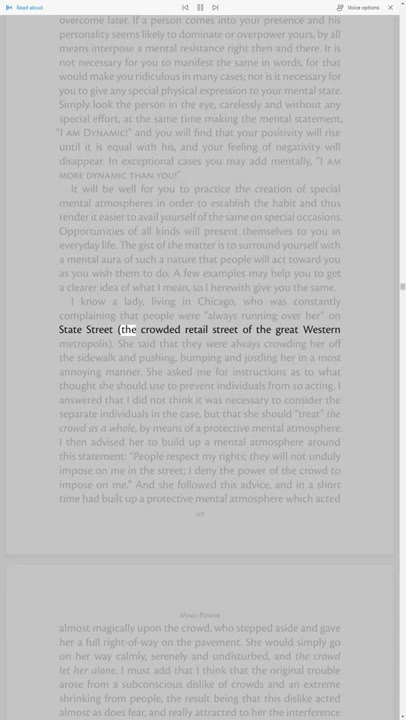 Read aloud
Voice options
overcome later. If a person comes into your presence and his
personality seems likely to dominate or overpower yours, by all
means interpose a mental resistance right then and there. It is
not necessary for you to manifest the same in words, for that
would make you ridiculous in many cases; nor is it necessary for
you to give any special physical expression to your mental state.
Simply look the person in the eye, carelessly and without any
special effort, at the same time making the mental statement,
“I am Dynamic!” and you will find that your positivity will rise
until it is equal with his, and your feeling of negativity will
disappear. In exceptional cases you may add mentally, “I am
more dynamic than you!”
It will be well for you to practice the creation of special
mental atmospheres in order to establish the habit and thus
render it easier to avail yourself of the same on special occasions.
Opportunities of all kinds will present themselves to you in
everyday life. The gist of the matter is to surround yourself with
a mental aura of such a nature that people will act toward you
as you wish them to do. A few examples may help you to get
a clearer idea of what I mean, so I herewith give you the same.
I know a lady, living in Chicago, who was constantly
complaining that people were “always running over her” on
State Street (the crowded retail street of the great Western
metropolis). She said that they were always crowding her off
the sidewalk and pushing, bumping and jostling her in a most
annoying manner. She asked me for instructions as to what
thought she should use to prevent individuals from so acting. I
answered that I did not think it was necessary to consider the
separate individuals in the case, but that she should “treat” the
crowd as a whole, by means of a protective mental atmosphere.
I then advised her to build up a mental atmosphere around
this statement: “People respect my rights; they will not unduly
impose on me in the street; I deny the power of the crowd to
impose on me.” And she followed this advice, and in a short
time had built up a protective mental atmosphere which acted
Mind-Power
almost magically upon the crowd, who stepped aside and gave
her a full right-of-way on the pavement. She would simply go
on her way calmly, serenely and undisturbed, and the crowd
let her alone. I must add that I think the original trouble
arose from a subconscious dislike of crowds and an extreme
shrinking from people, the result being that this dislike acted
almost as does fear, and really attracted to her the interference